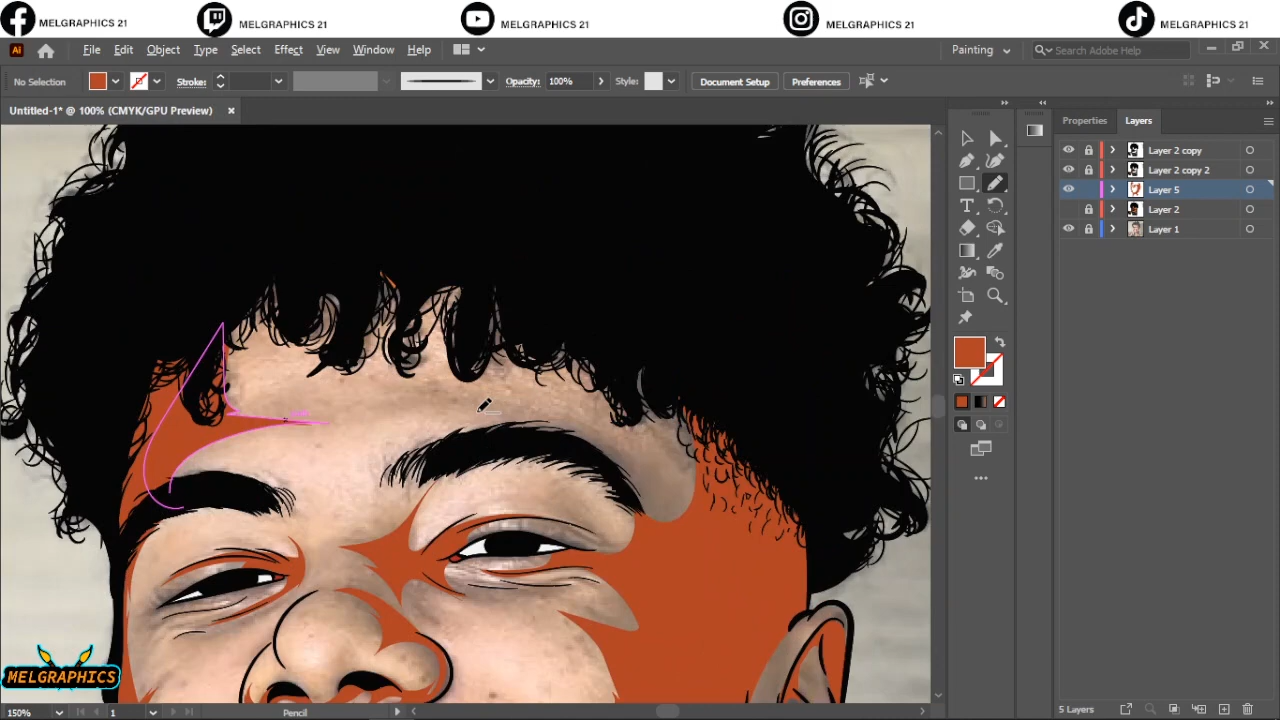 MELGRAPHICS 21 MELGRAPHICS 21 MELGRAPHICS 21 MELGRAPHICS 21 MELGRAPHICS 21
Ai File Edit Object Type Select Effect View Window Help Painting Search Adobe Help
No Selection Stroke: Opacity: 100% Style: Document Setup Preferences
Untitled-1* @ 100% (CMYK/GPU Preview)
Properties Layers
Layer 2 copy
Layer 2 copy 2
Layer 5
Layer 2
Layer 1
MELGRAPHICS
150% 1 Pencil 5 Layers